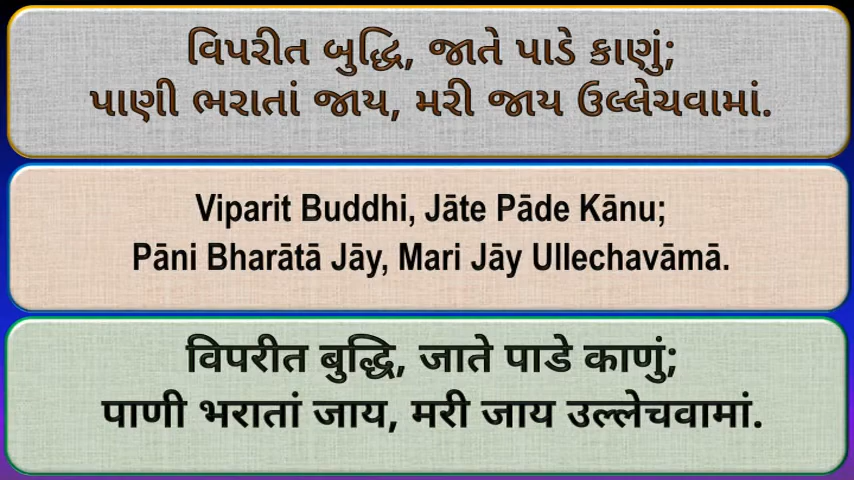 વિપરીત બુદ્ધિ, જાતે પાડે કાણું;
પાણી ભરાતાં જાય, મરી જાય ઉલ્લેચવામાં.
Viparit Buddhi, Jāte Pāde Kānu;
Pāni Bharātā Jāy, Mari Jāy Ullechavāmā.
विपरीत बुद्धि, जाते पाडे काणुं;
पाणी भरातां जाय, मरी जाय उल्लेचवामां.